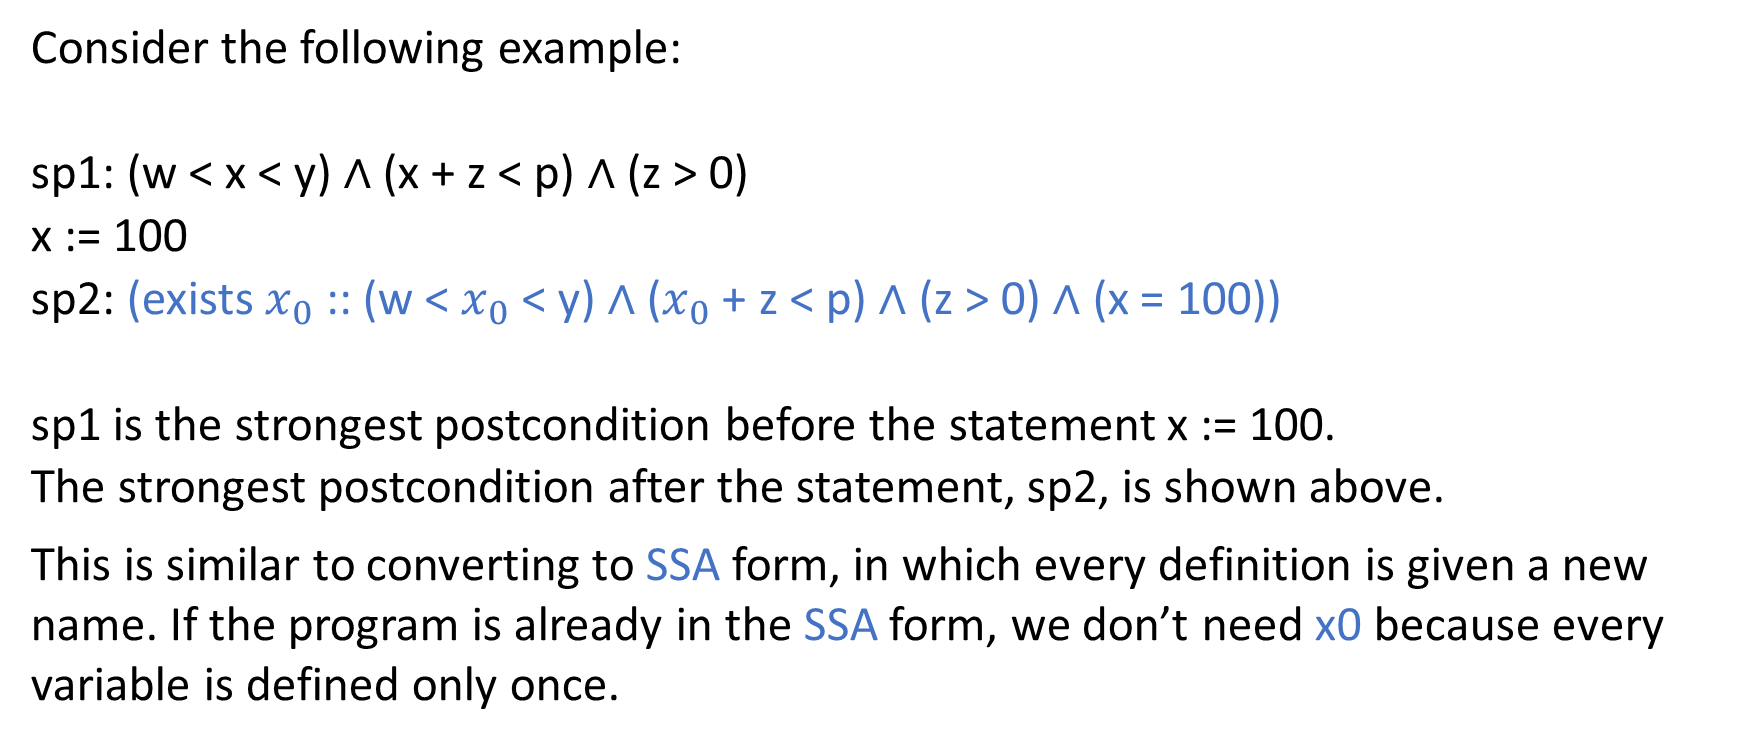 Consider the following example:
sp1: (w < x < y) Λ (x + z < p) Λ (z > 0)
x := 100
sp2: (exists x₀ :: (w < x₀ < y) Λ (x₀ + z < p) Λ (z > 0) Λ (x = 100))
sp1 is the strongest postcondition before the statement x := 100.
The strongest postcondition after the statement, sp2, is shown above.
This is similar to converting to SSA form, in which every definition is given a new
name. If the program is already in the SSA form, we don’t need x0 because every
variable is defined only once.